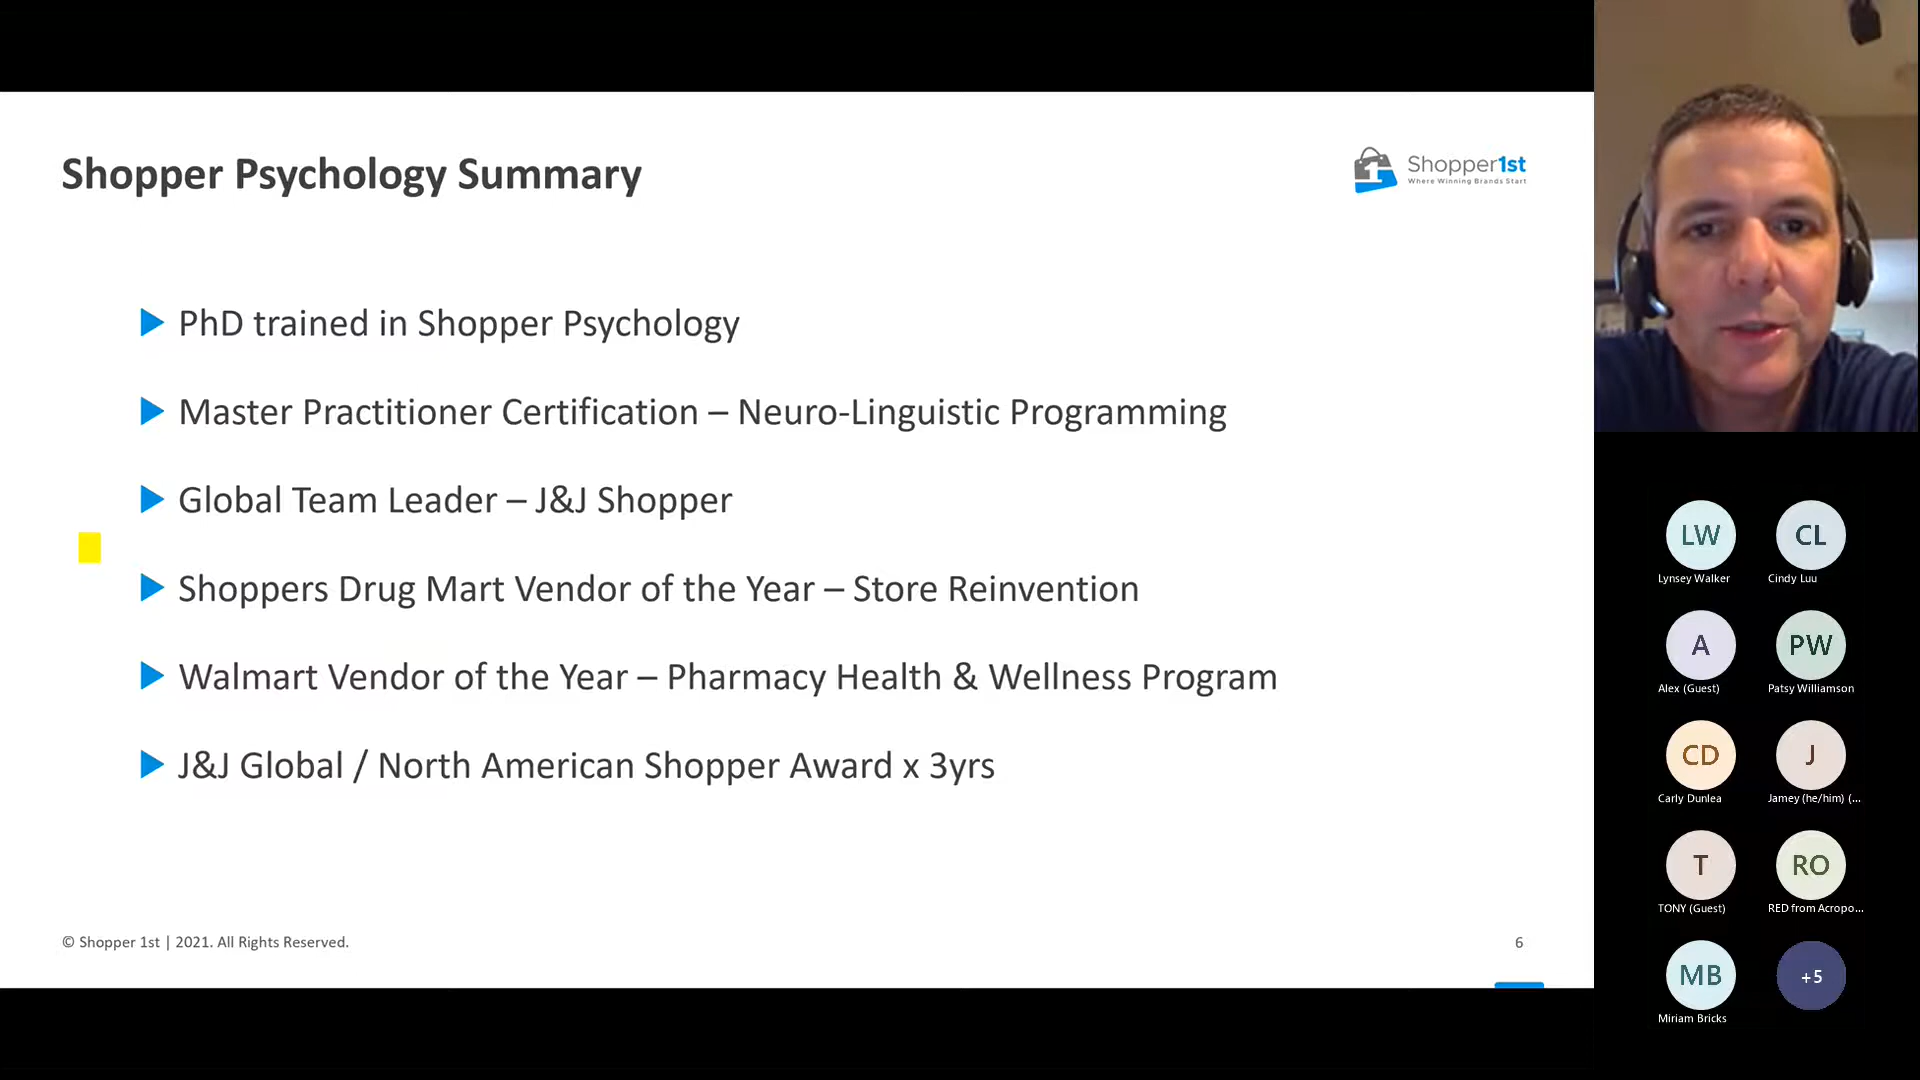 Shopper Psychology Summary
1
Shopper1st
Where Winning Brands Start
PhD trained in Shopper Psychology
Master Practitioner Certification – Neuro-Linguistic Programming
Global Team Leader – J&J Shopper
Shoppers Drug Mart Vendor of the Year – Store Reinvention
Walmart Vendor of the Year – Pharmacy Health & Wellness Program
J&J Global / North American Shopper Award x 3yrs
© Shopper 1st | 2021. All Rights Reserved.
6
LW
Lynsey Walker
CL
Cindy Luu
A
Alex (Guest)
PW
Patsy Williamson
CD
Carly Dunlea
J
Jamey (he/him) (...
T
TONY (Guest)
RO
RED from Acropo...
MB
Miriam Bricks
+5